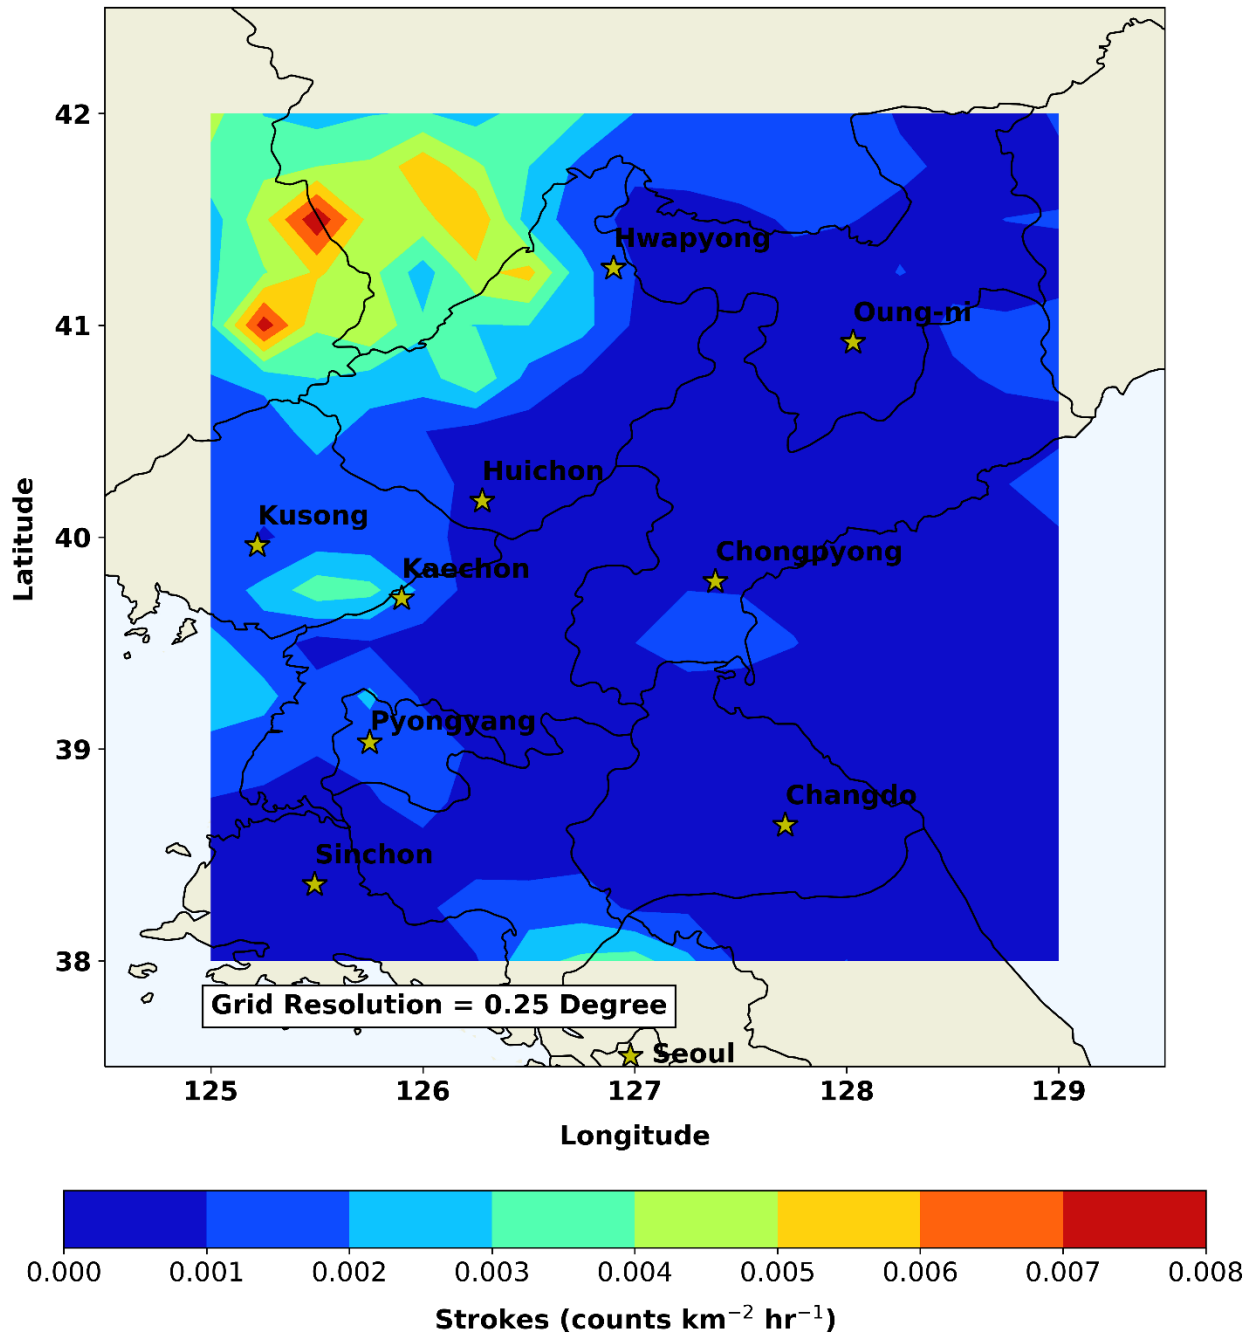 42
41
40
39
38
Latitude
Hwapyong
Oung-ni
Huichon
Kusong
Chongpyong
Kaechon
Pyongyang
Changdo
Sinchon
Grid Resolution = 0.25 Degree
Seoul
125 126 127 128 129
Longitude
0.000 0.001 0.002 0.003 0.004 0.005 0.006 0.007 0.008
Strokes (counts km⁻² hr⁻¹)